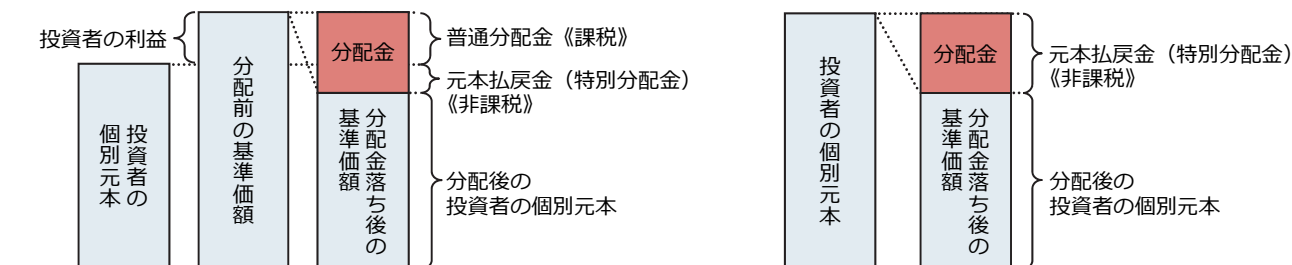 投資者の利益
投資者の
個別元本
分配前の基準価額
分配金
分配金落ち後の
基準価額
普通分配金《課税》
元本払戻金（特別分配金）
《非課税》
分配後の
投資者の個別元本
投資者の個別元本
分配金
分配金落ち後の
基準価額
元本払戻金（特別分配金）
《非課税》
分配後の
投資者の個別元本